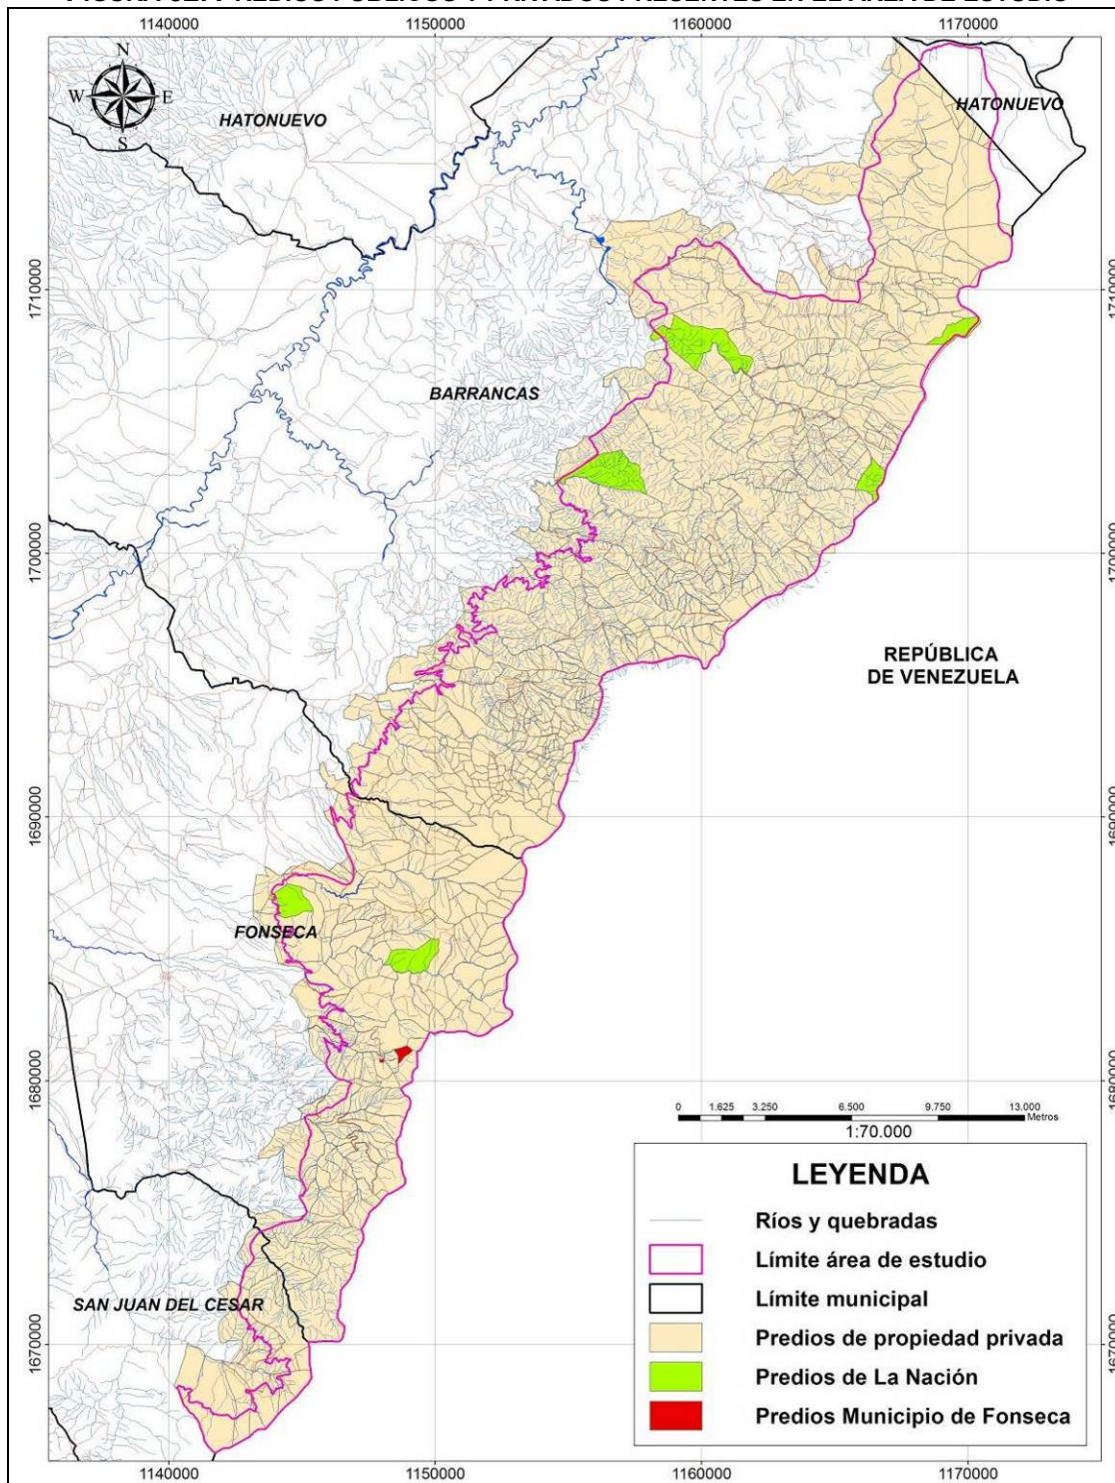 1140000 1150000 1160000 1170000
N
W E
S
HATONUEVO
HATONUEVO
1710000 1710000
BARRANCAS
1700000 1700000
REPÚBLICA
DE VENEZUELA
1690000 1690000
FONSECA
1680000 1680000
0 1.625 3.250 6.500 9.750 13.000
Metros
1:70.000
LEYENDA
Ríos y quebradas
Límite área de estudio
Límite municipal
Predios de propiedad privada
Predios de La Nación
Predios Municipio de Fonseca
SAN JUAN DEL CESAR
1670000 1670000
1140000 1150000 1160000 1170000